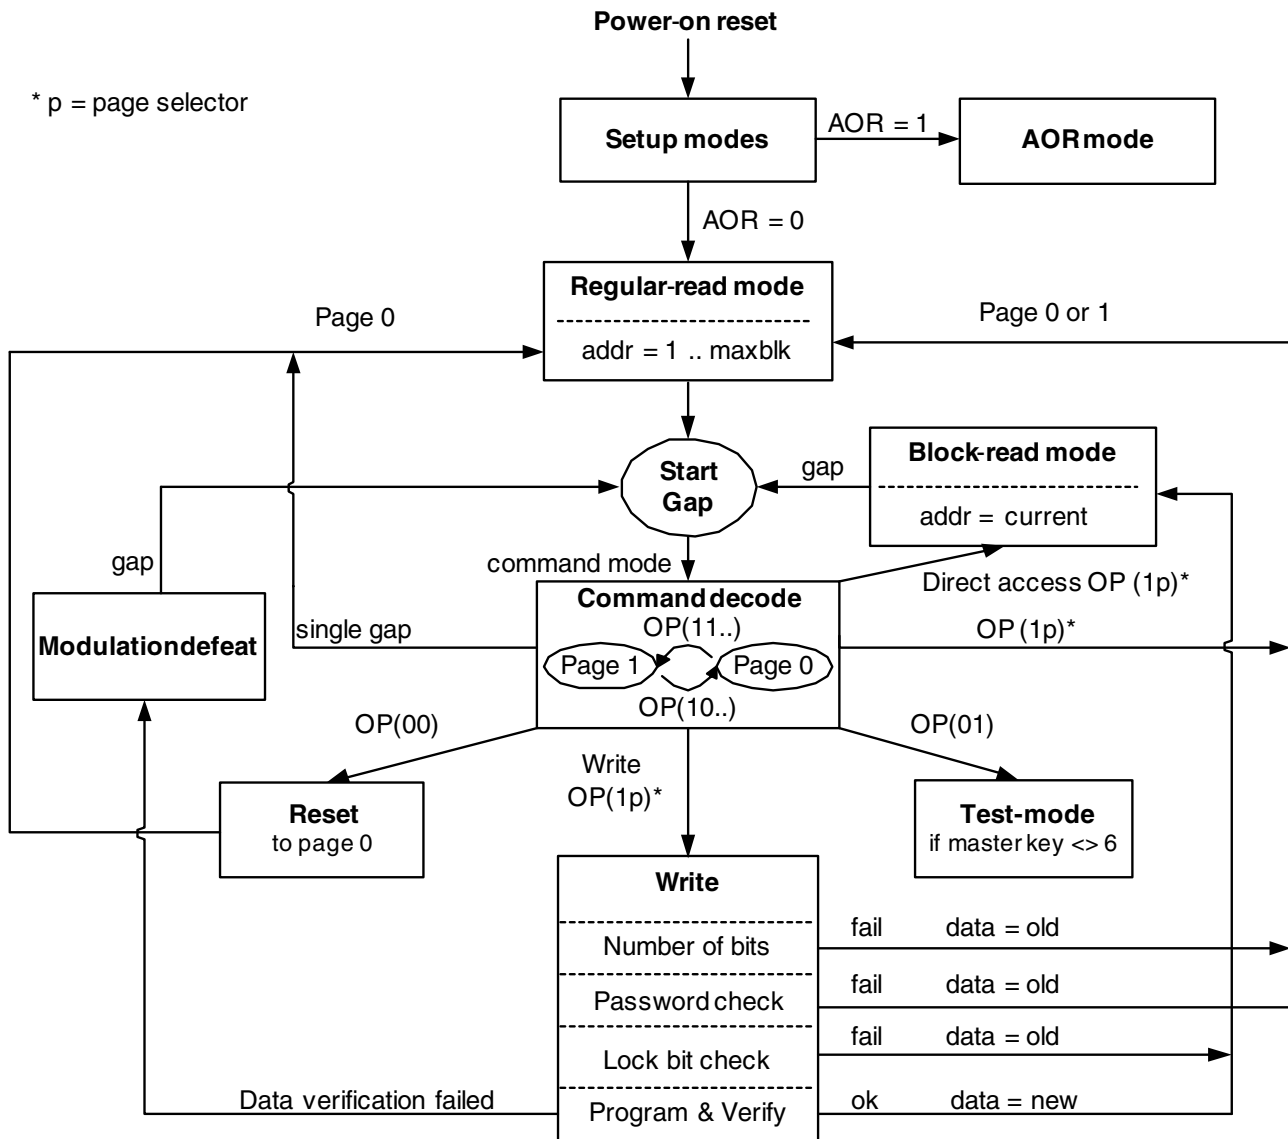 Power-on reset
* p = page selector
Setup modes
AOR = 1
AOR mode
AOR = 0
Regular-read mode
addr = 1 .. maxblk
Page 0
Page 0 or 1
Start
Gap
gap
Block-read mode
addr = current
gap
command mode
Direct access OP (1p)*
Modulation defeat
single gap
Command decode
OP(11..)
Page 1
Page 0
OP(10..)
OP (1p)*
OP(00)
OP(01)
Write
OP(1p)*
Reset
to page 0
Test-mode
if master key <> 6
Write
Number of bits
fail data = old
Password check
fail data = old
Lock bit check
fail data = old
Data verification failed
Program & Verify
ok data = new